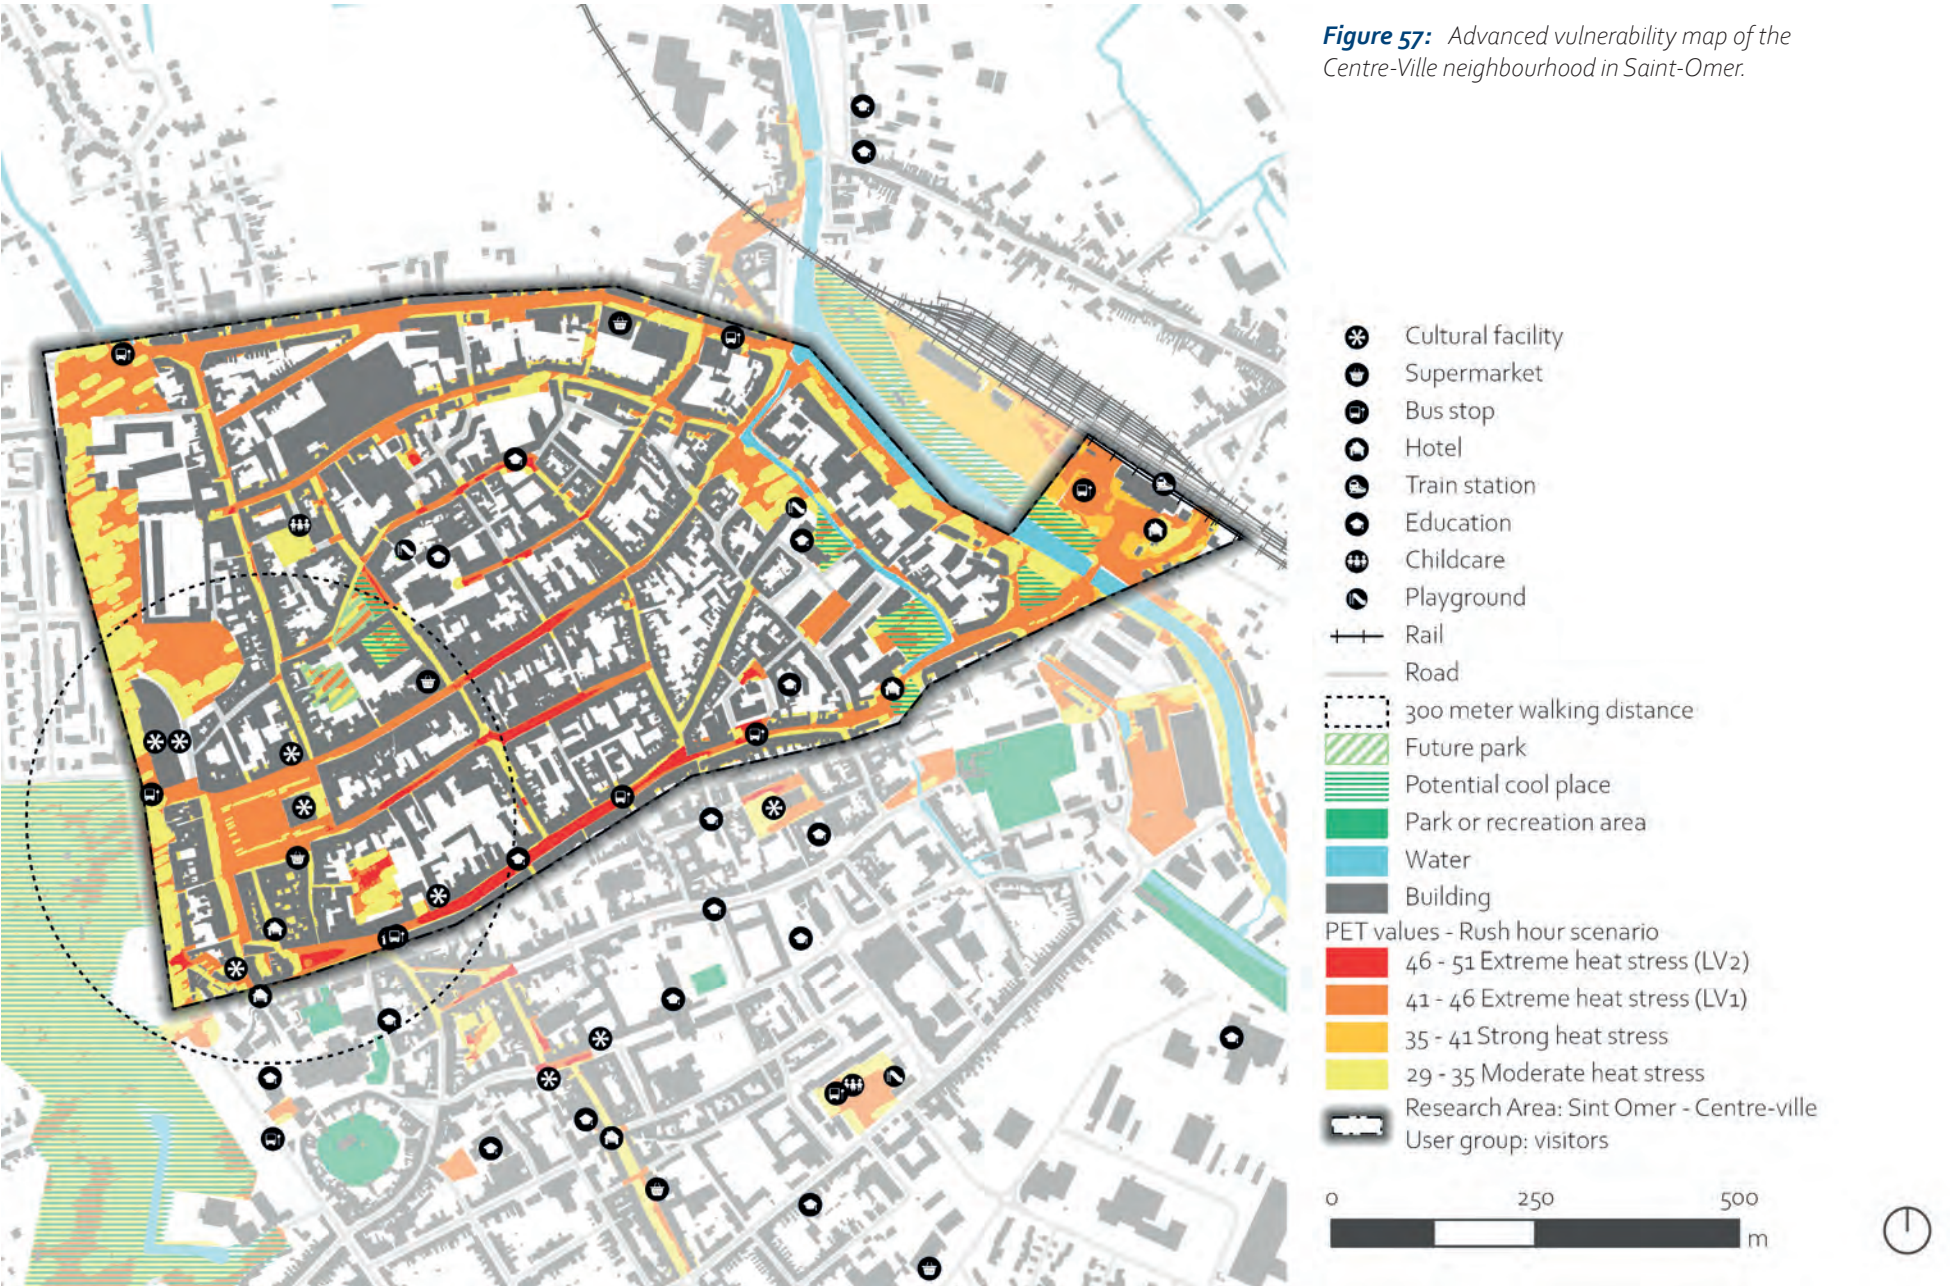 Figure 57: Advanced vulnerability map of the
Centre-Ville neighbourhood in Saint-Omer.
Cultural facility
Supermarket
Bus stop
Hotel
Train station
Education
Childcare
Playground
Rail
Road
300 meter walking distance
Future park
Potential cool place
Park or recreation area
Water
Building
PET values - Rush hour scenario
46 - 51 Extreme heat stress (LV2)
41 - 46 Extreme heat stress (LV1)
35 - 41 Strong heat stress
29 - 35 Moderate heat stress
Research Area: Sint Omer - Centre-ville
User group: visitors
0 250 500
m